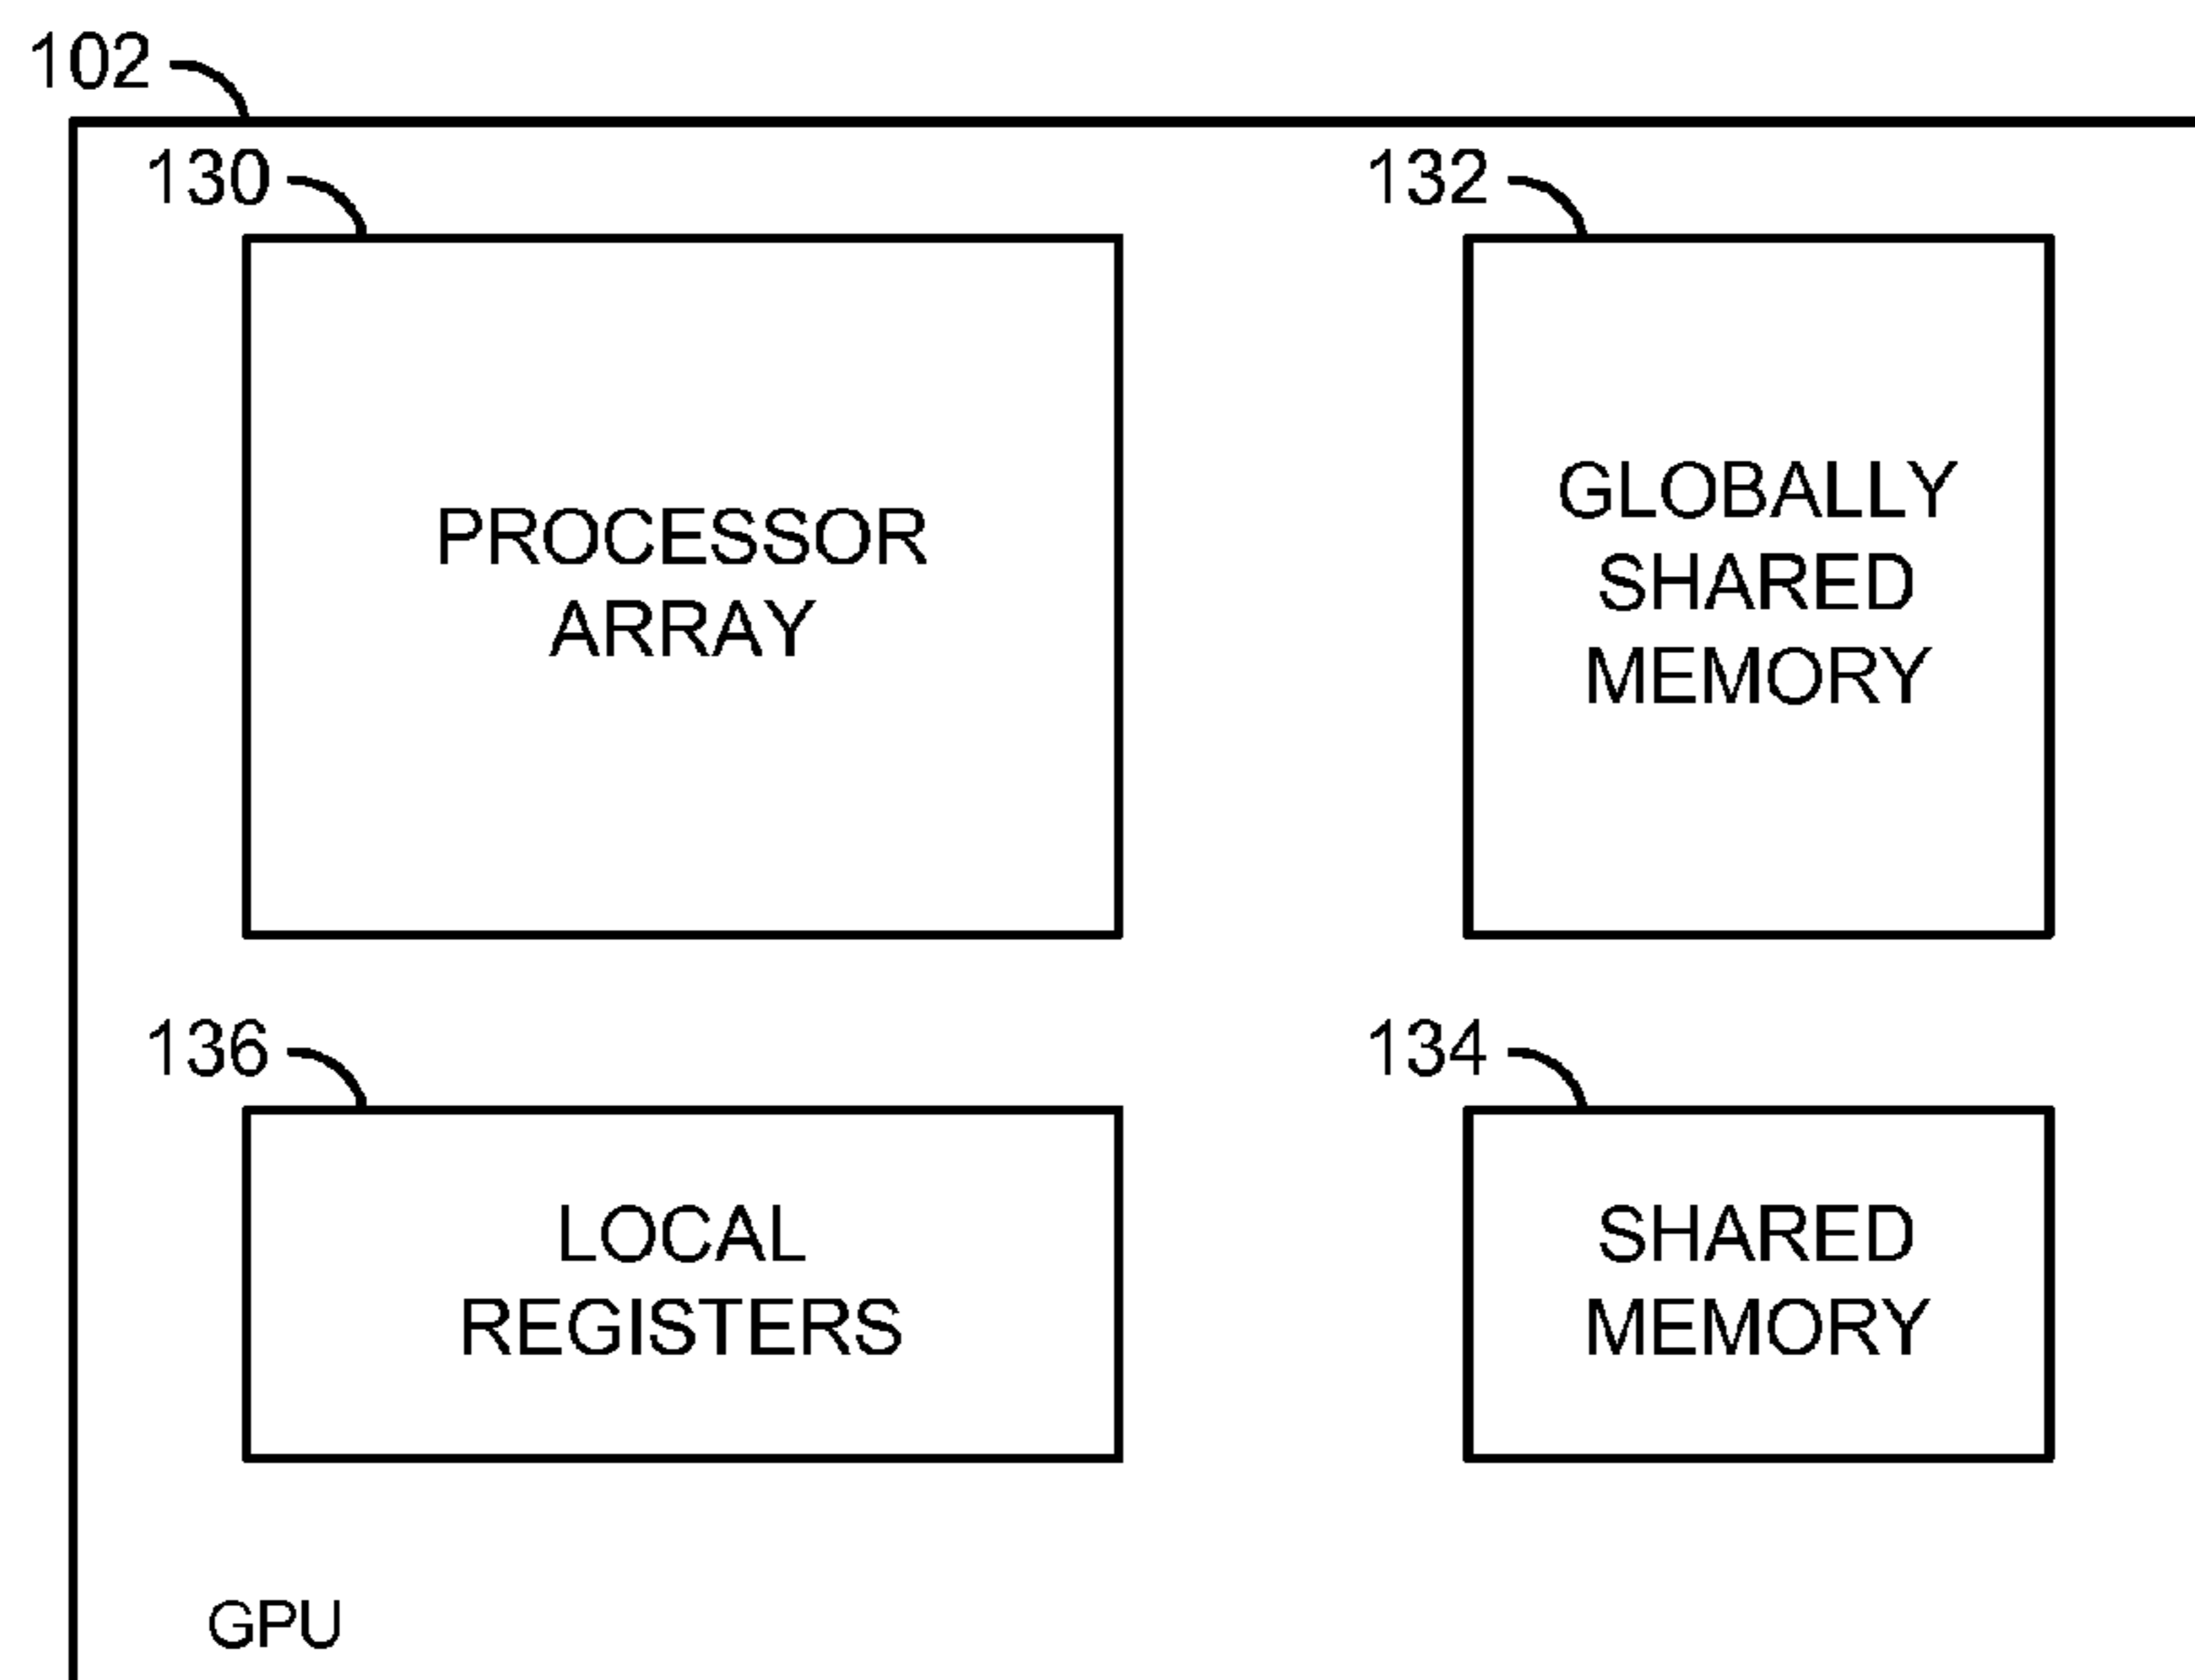 102
130
132
PROCESSOR
ARRAY
GLOBALLY
SHARED
MEMORY
136
134
LOCAL
REGISTERS
SHARED
MEMORY
GPU